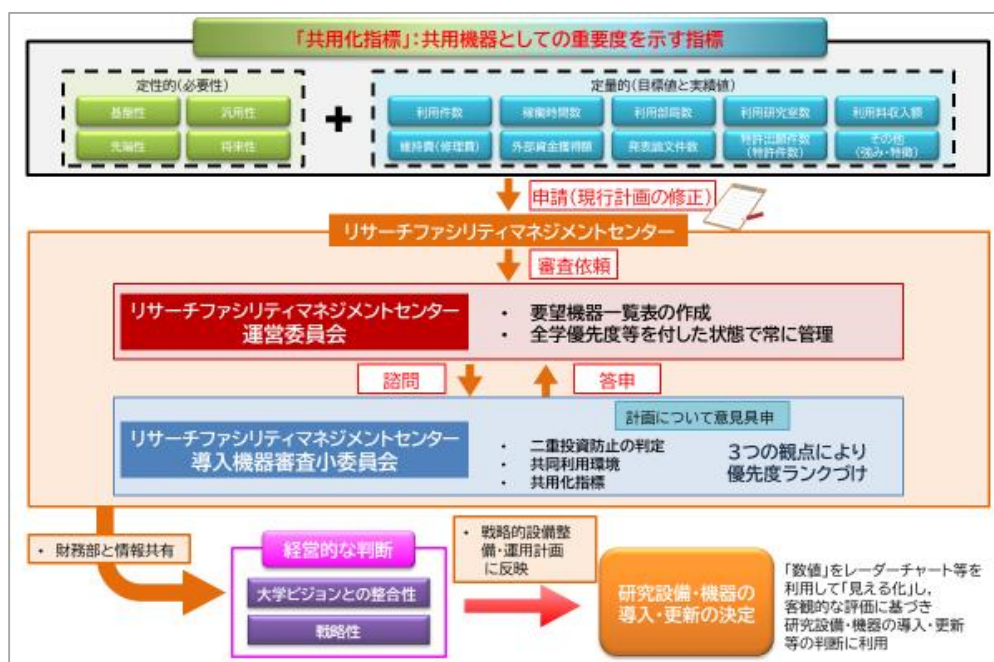 「共用化指標」：共用機器としての重要度を示す指標
定性的（必要性）
基盤性
汎用性
先端性
将来性
+
定量的（目標値と実績値）
利用件数
稼働時間数
利用部局数
利用研究室数
利用料収入額
維持費（修理費）
外部資金獲得額
発表論文件数
特許出願件数
（特許件数）
その他
（強み・特徴）
申請（現行計画の修正）
リサーチファシリティマネジメントセンター
審査依頼
リサーチファシリティマネジメントセンター
運営委員会
・ 要望機器一覧表の作成
・ 全学優先度等を付した状態で常に管理
諮問
答申
リサーチファシリティマネジメントセンター
導入機器審査小委員会
計画について意見具申
・ 二重投資防止の判定
・ 共同利用環境
・ 共用化指標
３つの観点により
優先度ランクづけ
・ 財務部と情報共有
経営的な判断
大学ビジョンとの整合性
戦略性
・ 戦略的設備整
備・運用計画
に反映
研究設備・機器の
導入・更新の決定
「数値」をレーダーチャート等を
利用して「見える化」し，
客観的な評価に基づき
研究設備・機器の導入・更新
等の判断に利用